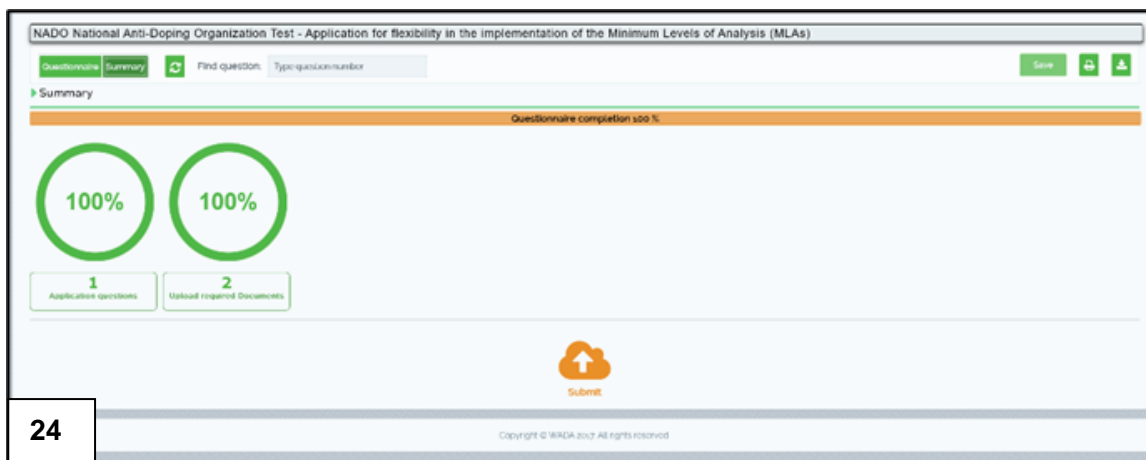 NADO National Anti-Doping Organization Test - Application for flexibility in the implementation of the Minimum Levels of Analysis (MLAs)
Questionnaire Summary Find question: Type question number Save
Summary
Questionnaire completion 100 %
100% 100%
1 2
Application questions Upload required Documents
Submit
24
Copyright © WADA 2017. All rights reserved